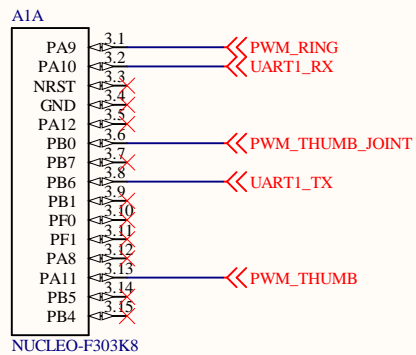 A1A
PA9 3.1 PWM_RING
PA10 3.2 UART1_RX
NRST 3.3
GND 3.4
PA12 3.5
PB0 3.6 PWM_THUMB_JOINT
PB7 3.7
PB6 3.8 UART1_TX
PB1 3.9
PF0 3.10
PF1 3.11
PA8 3.12
PA11 3.13 PWM_THUMB
PB5 3.14
PB4 3.15
NUCLEO-F303K8